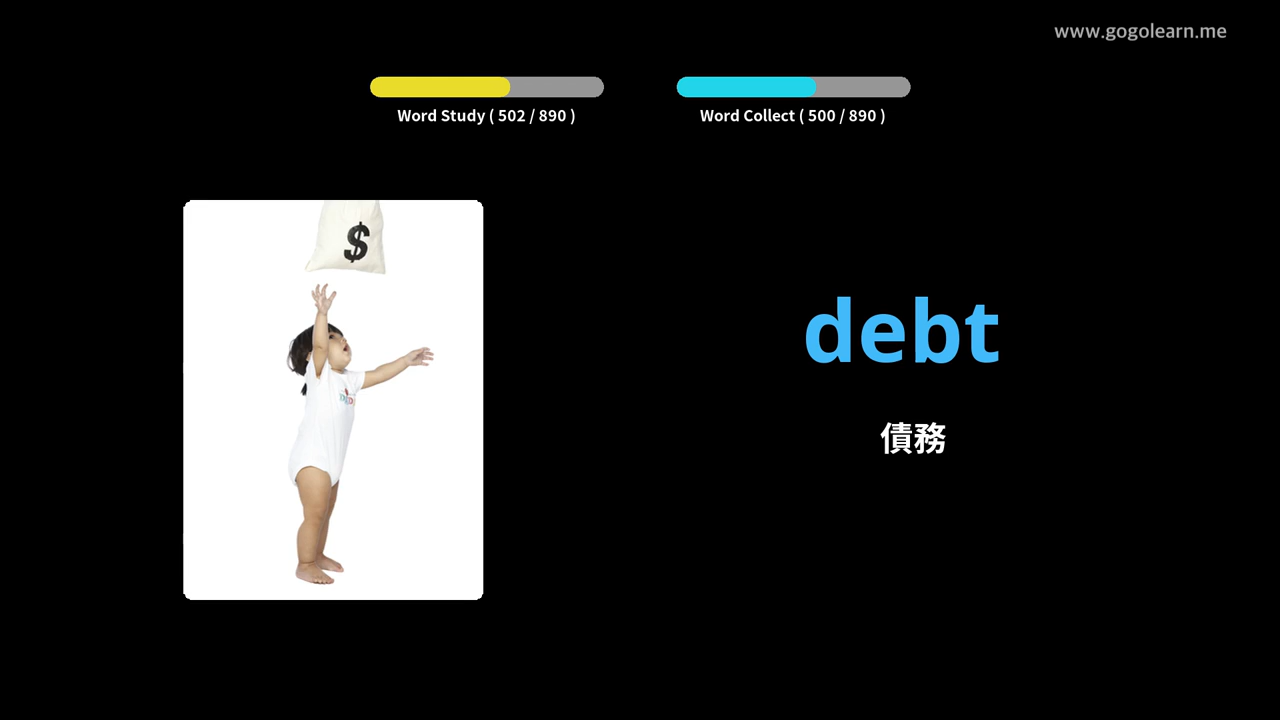 www.gogolearn.me
Word Study ( 502 / 890 )
Word Collect ( 500 / 890 )
$
debt
債務